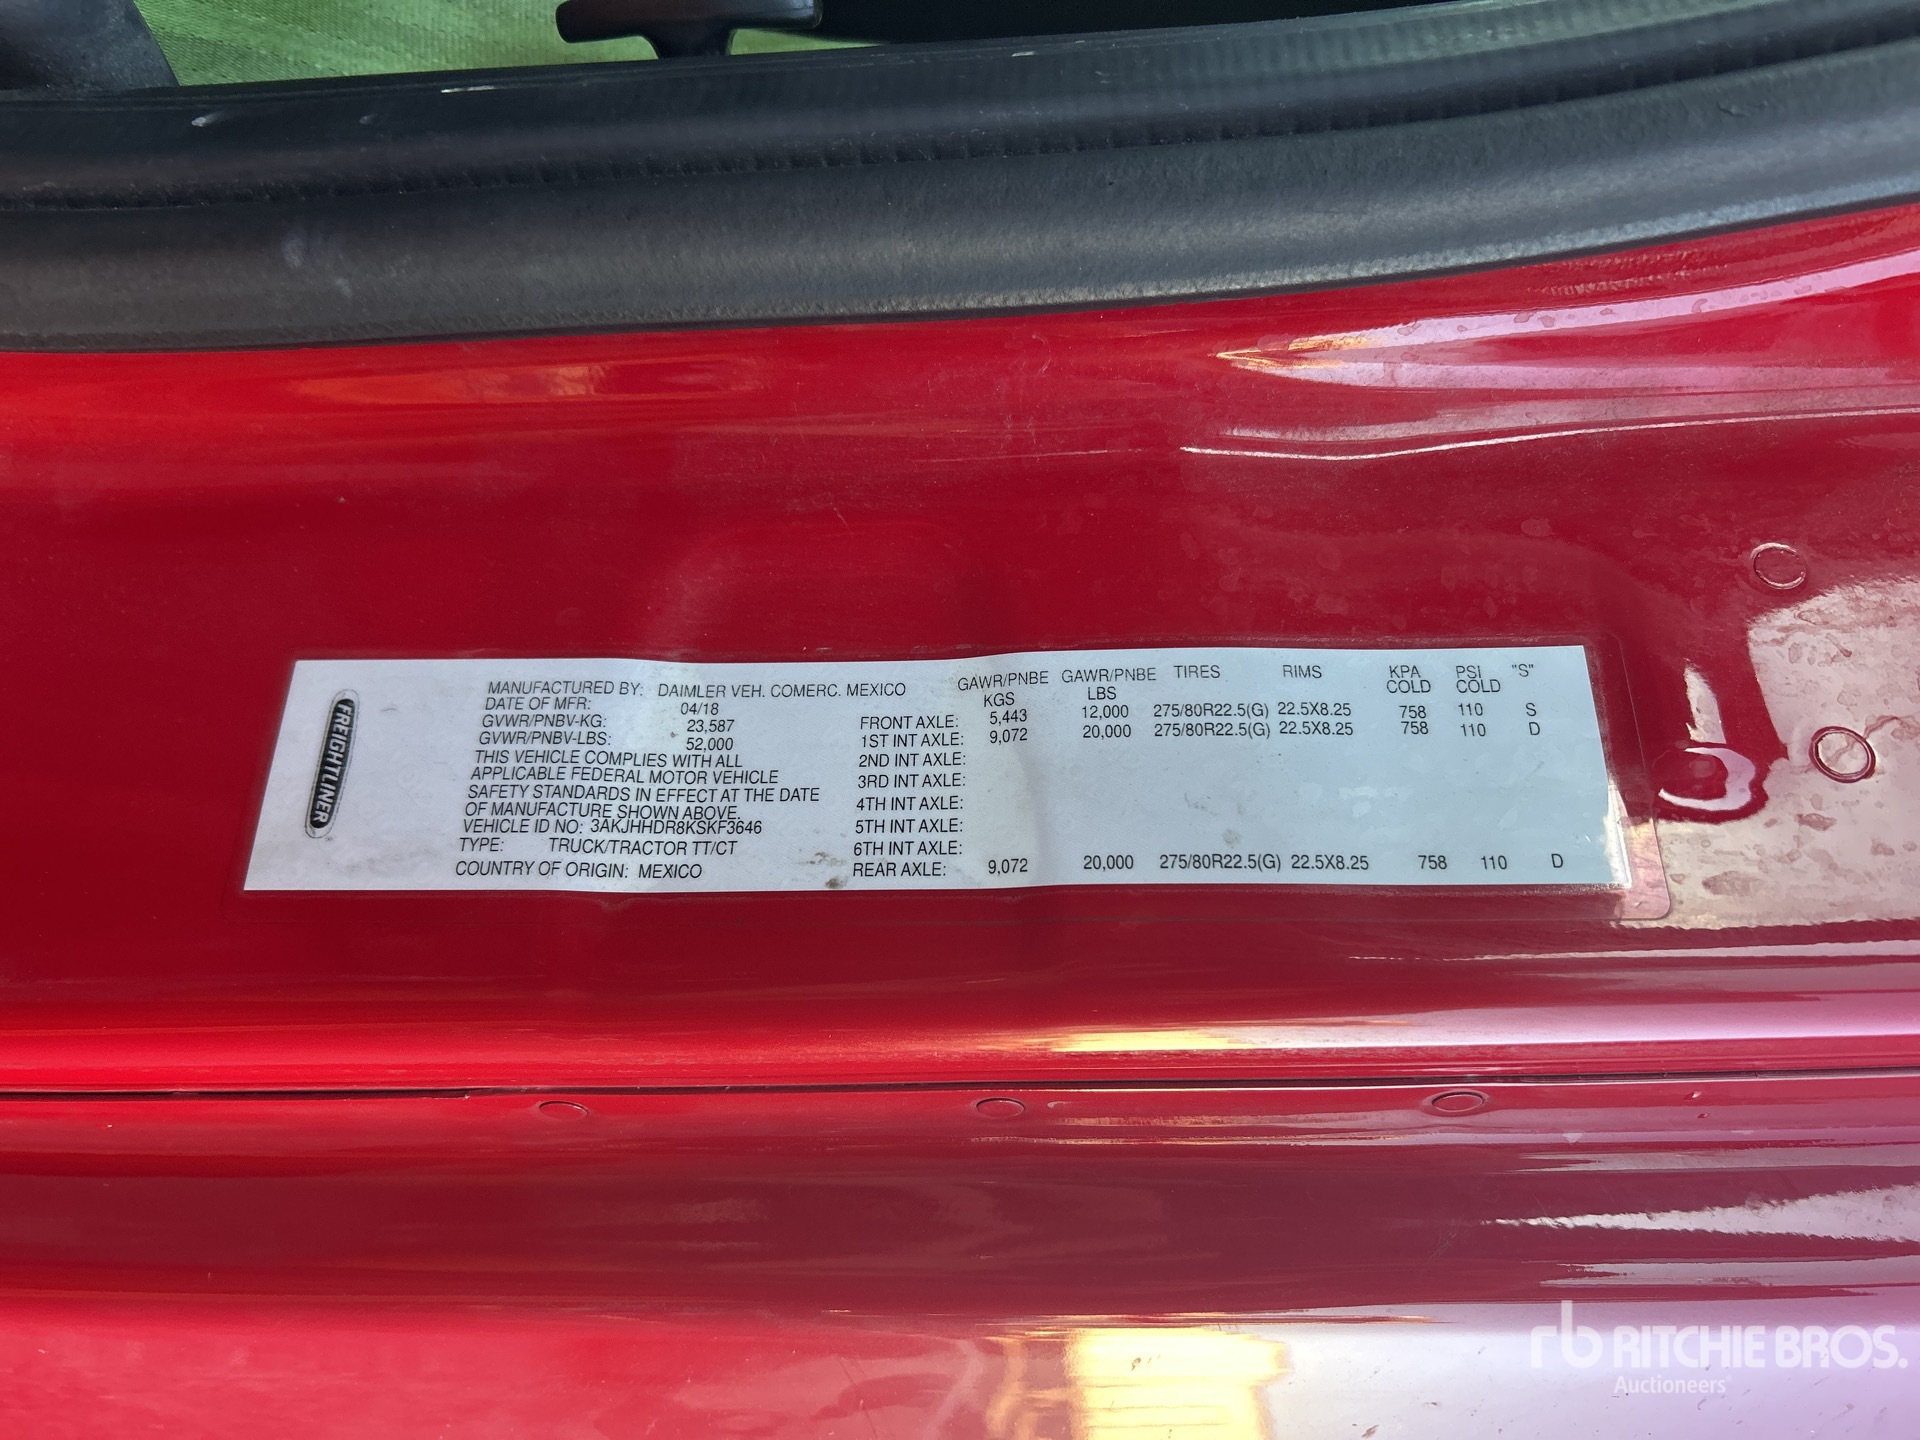 FREIGHTLINER
MANUFACTURED BY: DAIMLER VEH. COMERC. MEXICO
DATE OF MFR: 04/18
GVWR/PNBV-KG: 23,587
GVWR/PNBV-LBS: 52,000
THIS VEHICLE COMPLIES WITH ALL
APPLICABLE FEDERAL MOTOR VEHICLE
SAFETY STANDARDS IN EFFECT AT THE DATE
OF MANUFACTURE SHOWN ABOVE.
VEHICLE ID NO: 3AKJHHDR8KSKF3646
TYPE: TRUCK/TRACTOR TT/CT
COUNTRY OF ORIGIN: MEXICO
GAWR/PNBE GAWR/PNBE TIRES RIMS KPA PSI "S"
KGS LBS COLD COLD
FRONT AXLE: 5,443 12,000 275/80R22.5(G) 22.5X8.25 758 110 S
1ST INT AXLE: 9,072 20,000 275/80R22.5(G) 22.5X8.25 758 110 D
2ND INT AXLE:
3RD INT AXLE:
4TH INT AXLE:
5TH INT AXLE:
6TH INT AXLE:
REAR AXLE: 9,072 20,000 275/80R22.5(G) 22.5X8.25 758 110 D
rb RITCHIE BROS.
Auctioneers